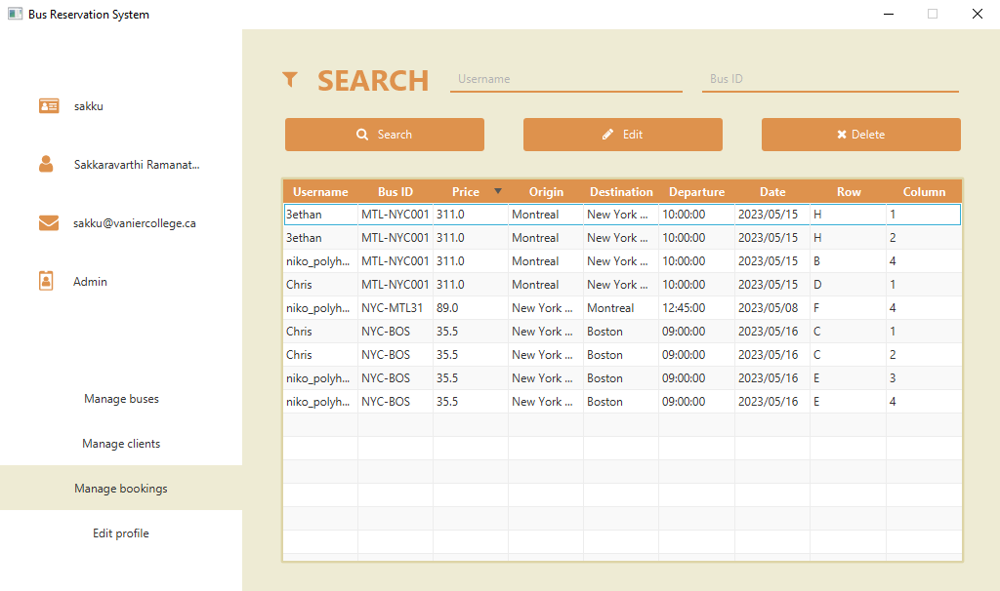 Bus Reservation System
sakku
Sakkaravarthi Ramanat...
sakku@vaniercollege.ca
Admin
Manage buses
Manage clients
Manage bookings
Edit profile
SEARCH Username Bus ID
Search Edit Delete
Username Bus ID Price Origin Destination Departure Date Row Column
3ethan MTL-NYC001 311.0 Montreal New York ... 10:00:00 2023/05/15 H 1
3ethan MTL-NYC001 311.0 Montreal New York ... 10:00:00 2023/05/15 H 2
niko_polyh... MTL-NYC001 311.0 Montreal New York ... 10:00:00 2023/05/15 B 4
Chris MTL-NYC001 311.0 Montreal New York ... 10:00:00 2023/05/15 D 1
niko_polyh... NYC-MTL31 89.0 New York ... Montreal 12:45:00 2023/05/08 F 4
Chris NYC-BOS 35.5 New York ... Boston 09:00:00 2023/05/16 C 1
Chris NYC-BOS 35.5 New York ... Boston 09:00:00 2023/05/16 C 2
niko_polyh... NYC-BOS 35.5 New York ... Boston 09:00:00 2023/05/16 E 3
niko_polyh... NYC-BOS 35.5 New York ... Boston 09:00:00 2023/05/16 E 4